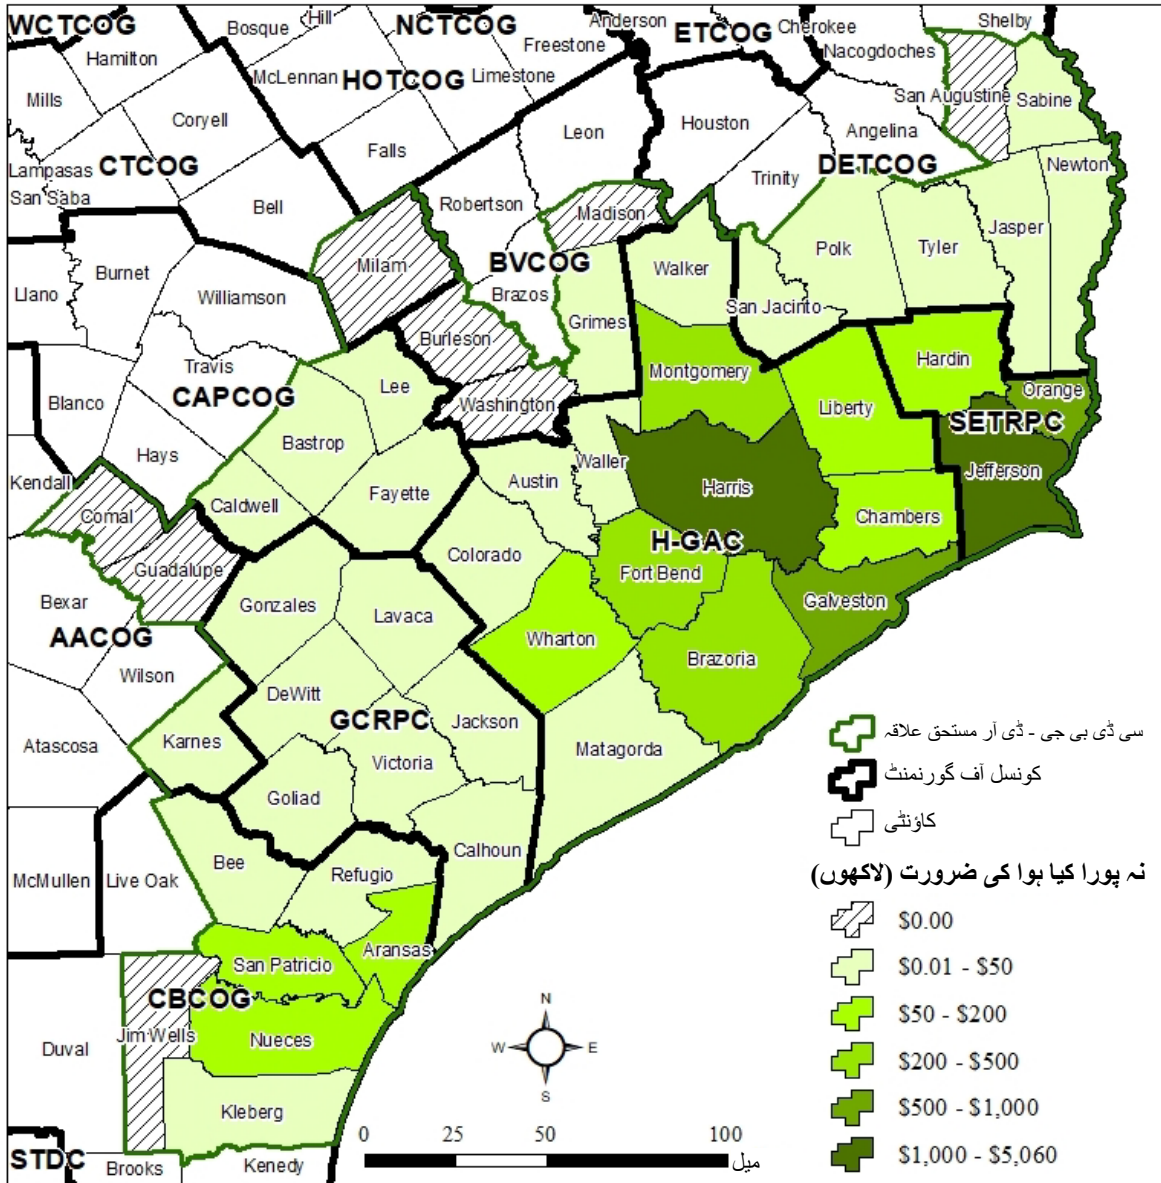 WCTCOG
Hill
Bosque
NCTCOG
Anderson
Shelby
Freestone
ETCOG
Cherokee
Nacogdoches
Hamilton
McLennan
HOTCOG
Limestone
Mills
San Augustine
Sabine
Coryell
Leon
Houston
Angelina
Falls
Lampasas
CTCOG
DETCOG
Newton
San Saba
Trinity
Bell
Robertson
Madison
Jasper
Polk
Tyler
Burnet
Milam
BVCOG
Walker
Llano
Williamson
Brazos
San Jacinto
Grimes
Burleson
Travis
Montgomery
Hardin
Lee
Orange
Blanco
CAPCOG
Washington
Liberty
SETRPC
Bastrop
Hays
Waller
Jefferson
Kendall
Austin
Harris
Fayette
Caldwell
Comal
Chambers
H-GAC
Colorado
Guadalupe
Fort Bend
Bexar
Gonzales
Lavaca
Galveston
AACOG
Wharton
Brazoria
Wilson
DeWitt
GCRPC
Jackson
Atascosa
Karnes
Matagorda
Victoria
Goliad
Calhoun
Bee
Refugio
McMullen
Live Oak
Aransas
San Patricio
CBCOG
Jim Wells
Nueces
Duval
Kleberg
STDC
Brooks
Kenedy
N
W
E
S
0 25 50 100
میل
سی ڈی بی جی - ڈی آر مستحق علاقہ
کونسل آف گورنمنٹ
کاؤنٹی
نہ پورا کیا ہوا کی ضرورت (لاکھوں)
$0.00
$0.01 - $50
$50 - $200
$200 - $500
$500 - $1,000
$1,000 - $5,060